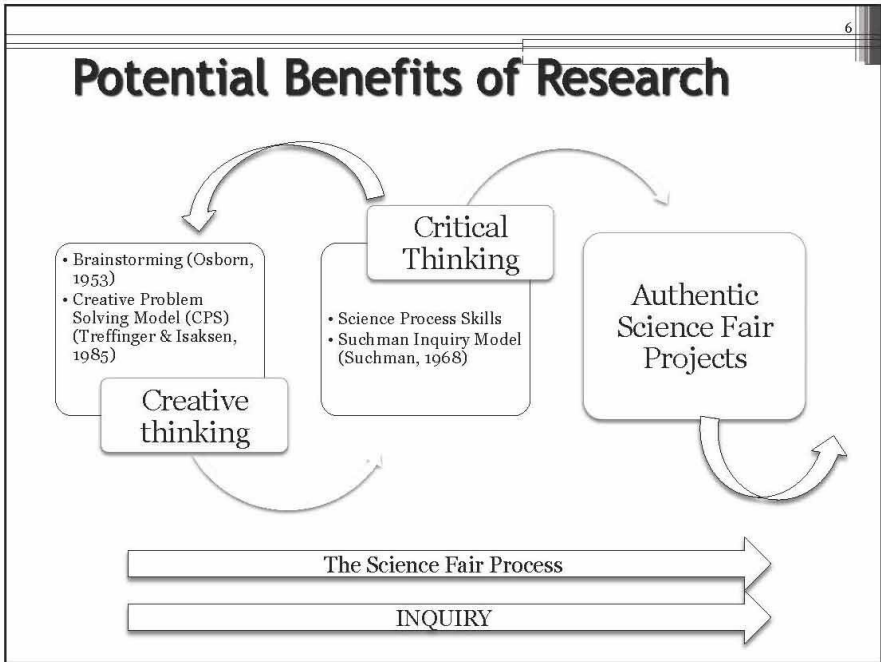 6
Potential Benefits of Research
• Brainstorming (Osborn,
1953)
• Creative Problem
Solving Model (CPS)
(Treffinger & Isaksen,
1985)
Creative
thinking
Critical
Thinking
• Science Process Skills
• Suchman Inquiry Model
(Suchman, 1968)
Authentic
Science Fair
Projects
The Science Fair Process
INQUIRY